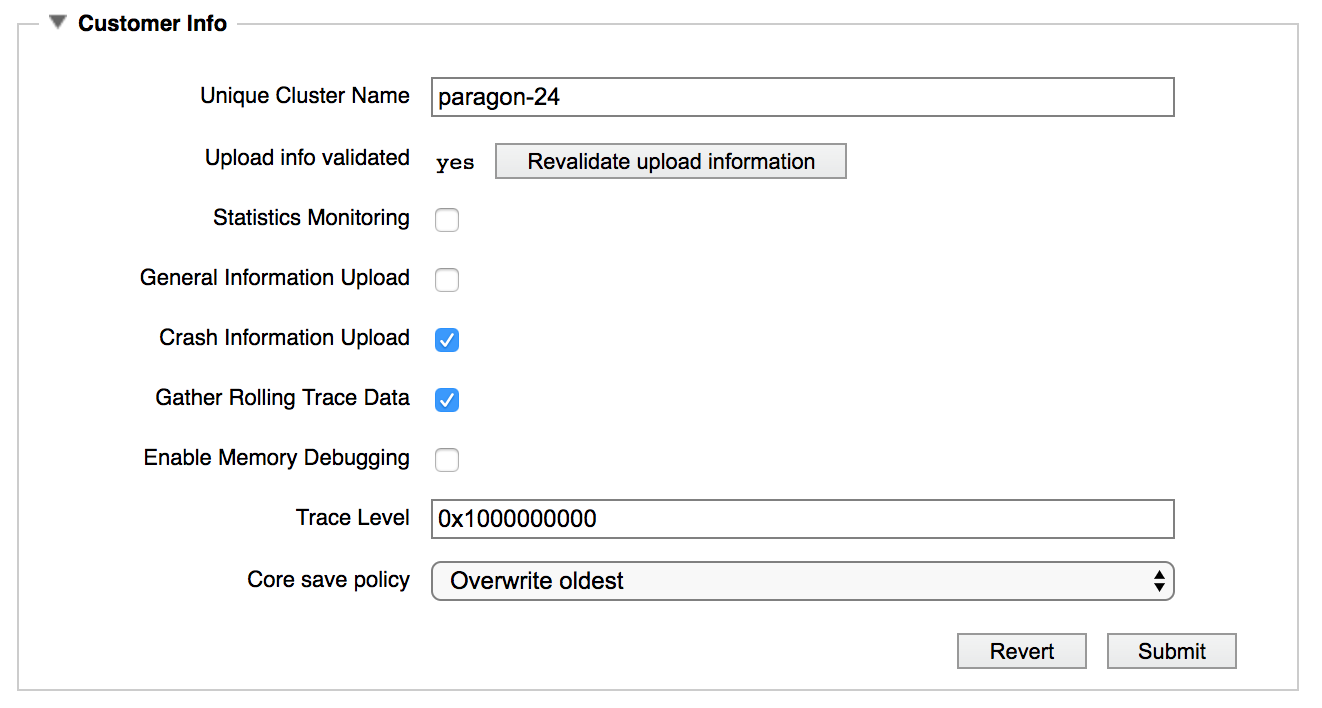 Customer Info
Unique Cluster Name paragon-24
Upload info validated yes Revalidate upload information
Statistics Monitoring
General Information Upload
Crash Information Upload
Gather Rolling Trace Data
Enable Memory Debugging
Trace Level 0x1000000000
Core save policy Overwrite oldest
Revert Submit